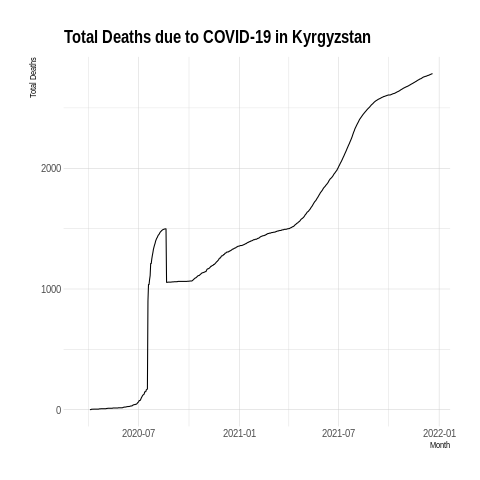 Total Deaths due to COVID-19 in Kyrgyzstan
Total Deaths
2000
1000
0
2020-07 2021-01 2021-07 2022-01
Month